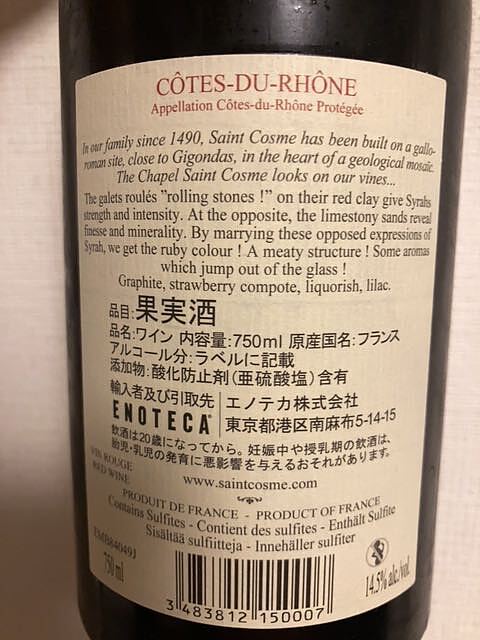 CÔTES-DU-RHÔNE
Appellation Côtes-du-Rhône Protégée
In our family since 1490, Saint Cosme has been built on a gallo-
roman site, close to Gigondas, in the heart of a geological mosaïc.
The Chapel Saint Cosme looks on our vines...
The galets roulés "rolling stones !" on their red clay give Syrahs
strength and intensity. At the opposite, the limestony sands reveal
finesse and minerality. By marrying these opposed expressions of
Syrah, we get the ruby colour ! A meaty structure ! Some aromas
which jump out of the glass !
Graphite, strawberry compote, liquorish, lilac.
品目:果実酒
品名:ワイン 内容量:750ml 原産国名:フランス
アルコール分:ラベルに記載
添加物:酸化防止剤(亜硫酸塩)含有
輸入者及び引取先
ENOTECA
エノテカ株式会社
東京都港区南麻布5-14-15
飲酒は20歳になってから。妊娠中や授乳期の飲酒は、
胎児・乳児の発育に悪影響を与えるおそれがあります。
VIN ROUGE
RED WINE
www.saintcosme.com
PRODUIT DE FRANCE - PRODUCT OF FRANCE
Contains Sulfites - Contient des sulfites - Enthält Sulfite
Sisältää sulfiitteja - Innehåller sulfiter
EMB84049J
750 ml
14.5% alc./vol.
3 483812 150007